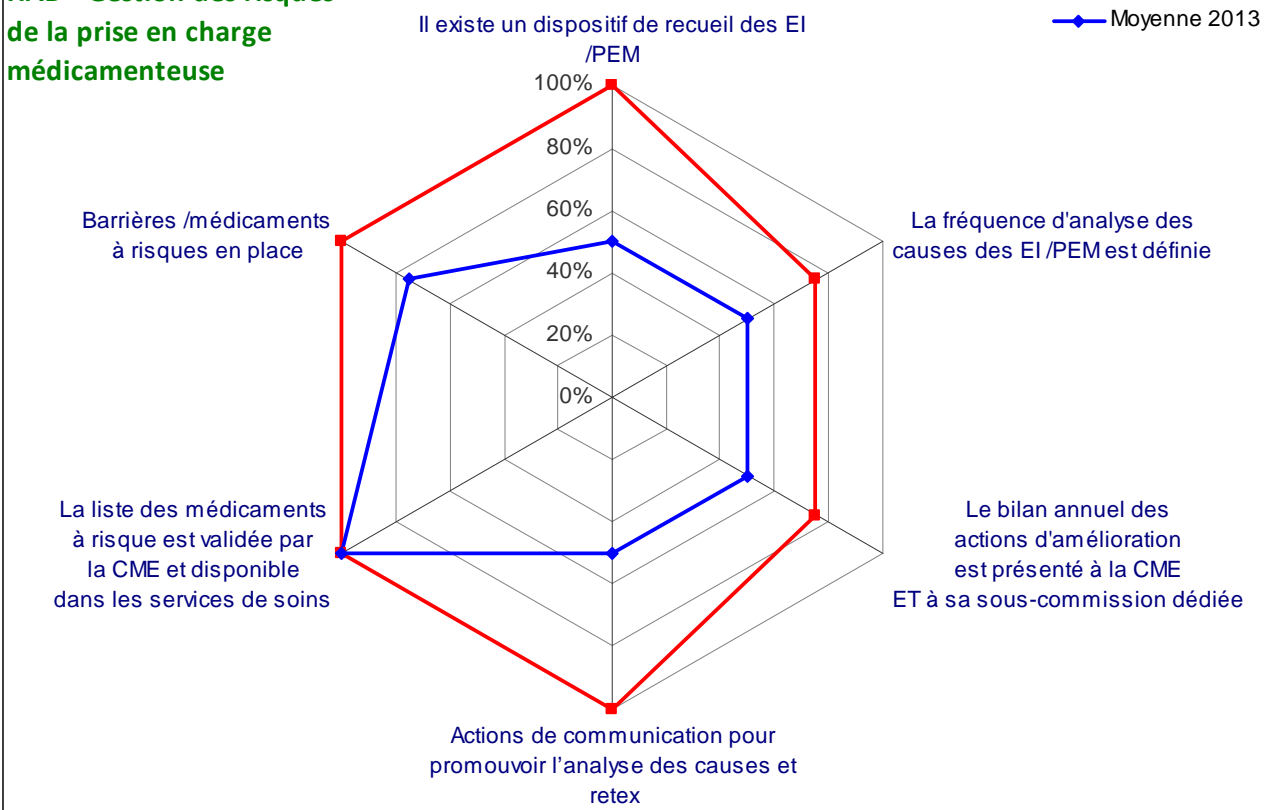 de la prise en charge
médicamenteuse
Moyenne 2013
Il existe un dispositif de recueil des EI
/PEM
100%
80%
60%
40%
20%
0%
La fréquence d'analyse des
causes des EI /PEM est définie
Le bilan annuel des
actions d'amélioration
est présenté à la CME
ET à sa sous-commission dédiée
Actions de communication pour
promouvoir l'analyse des causes et
retex
La liste des médicaments
à risque est validée par
la CME et disponible
dans les services de soins
Barrières /médicaments
à risques en place